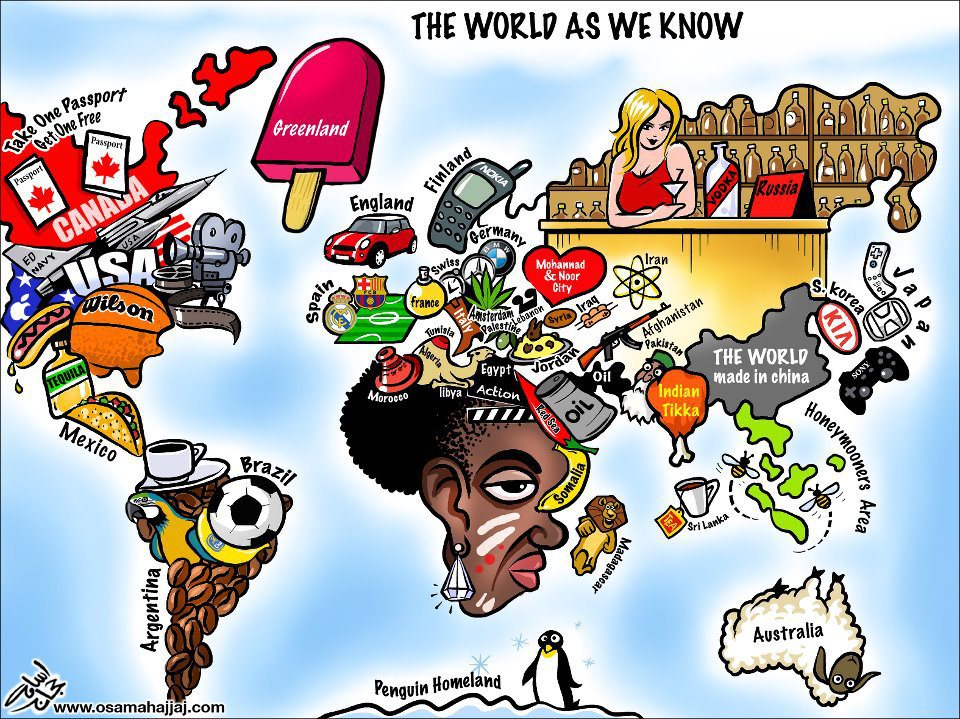 THE WORLD AS WE KNOW
Take One Passport
Get One Free
Passport
Passport
CANADA
Greenland
ED
NAVY
USA
USA
Wilson
TEQUILA
Mexico
Brazil
Argentina
Finland
NOKIA
England
Germany
BMW
Swiss
Spain
france
Italy
Amsterdam
Palestine
Lebanon
Mohannad
& Noor
City
Iran
Syria
Iraq
Jordan
Afghanistan
Pakistan
Oil
OIL
Tunisia
Algeria
libya
Morocco
Egypt
Action
Red Sea
Somalia
Madagascar
VODKA
Russia
Indian
Tikka
THE WORLD
made in china
S. Korea
KIA
Japan
SONY
Honeymooners Area
Sri Lanka
Australia
Penguin Homeland
www.osamahajjaj.com